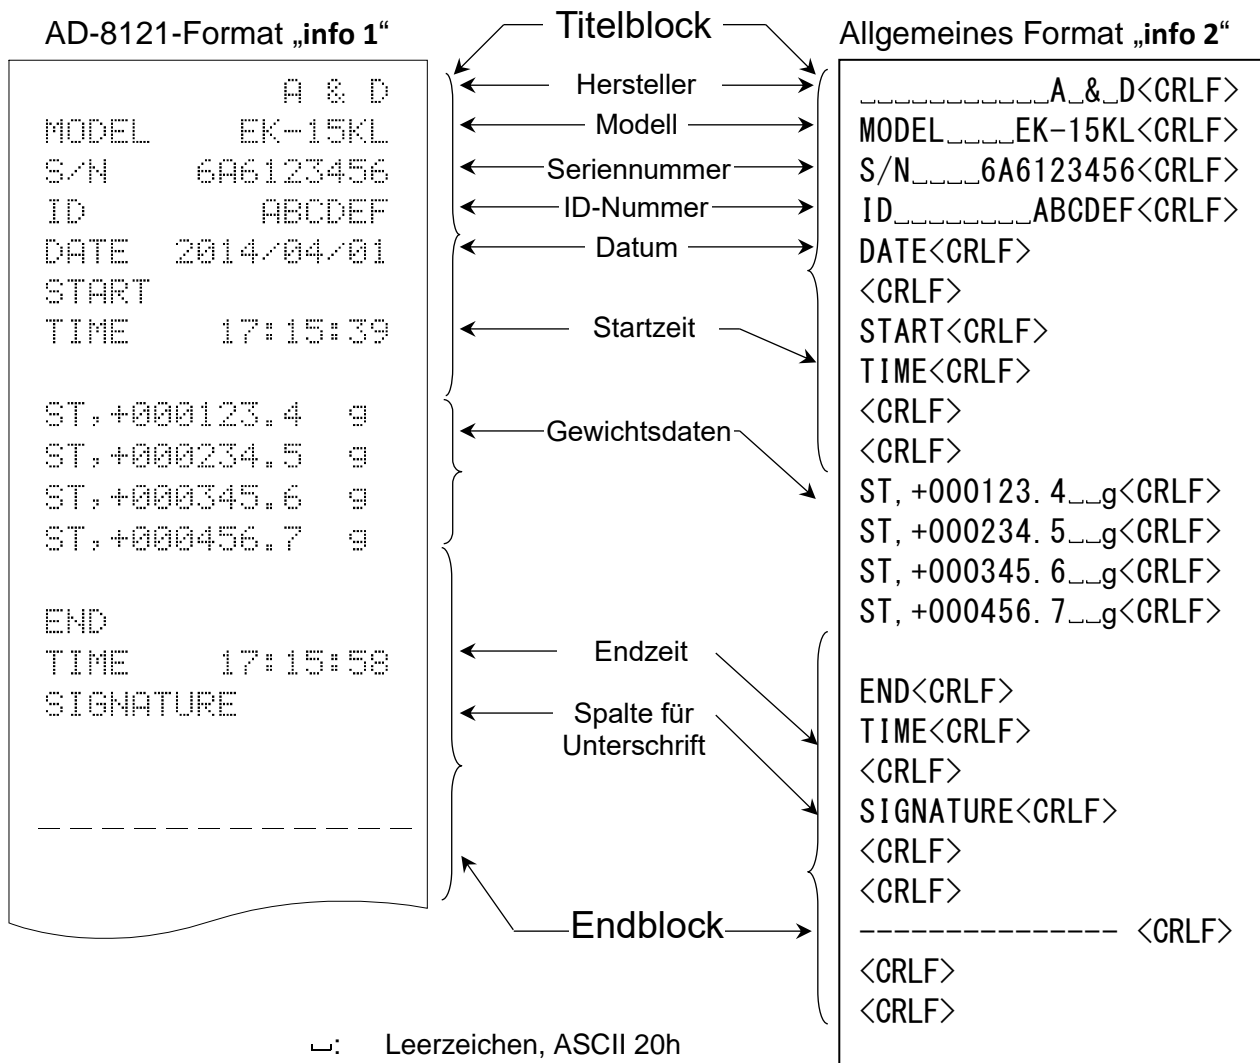 AD-8121-Format „info 1“
A & D
MODEL EK-15KL
S/N 6A6123456
ID ABCDEF
DATE 2014/04/01
START
TIME 17:15:39
ST,+000123.4 g
ST,+000234.5 g
ST,+000345.6 g
ST,+000456.7 g
END
TIME 17:15:58
SIGNATURE
_ _ _ _ _ _ _ _ _ _ _ _ _ _
Titelblock
Hersteller
Modell
Seriennummer
ID-Nummer
Datum
Startzeit
Gewichtsdaten
Endzeit
Spalte für
Unterschrift
Endblock
Allgemeines Format „info 2“
␣␣␣␣␣␣␣␣␣␣␣A␣&␣D<CRLF>
MODEL␣␣␣␣EK-15KL<CRLF>
S/N␣␣␣␣6A6123456<CRLF>
ID␣␣␣␣␣␣␣␣ABCDEF<CRLF>
DATE<CRLF>
<CRLF>
START<CRLF>
TIME<CRLF>
<CRLF>
<CRLF>
ST,+000123.4␣␣g<CRLF>
ST,+000234.5␣␣g<CRLF>
ST,+000345.6␣␣g<CRLF>
ST,+000456.7␣␣g<CRLF>
END<CRLF>
TIME<CRLF>
<CRLF>
SIGNATURE<CRLF>
<CRLF>
<CRLF>
--------------- <CRLF>
<CRLF>
<CRLF>
␣: Leerzeichen, ASCII 20h